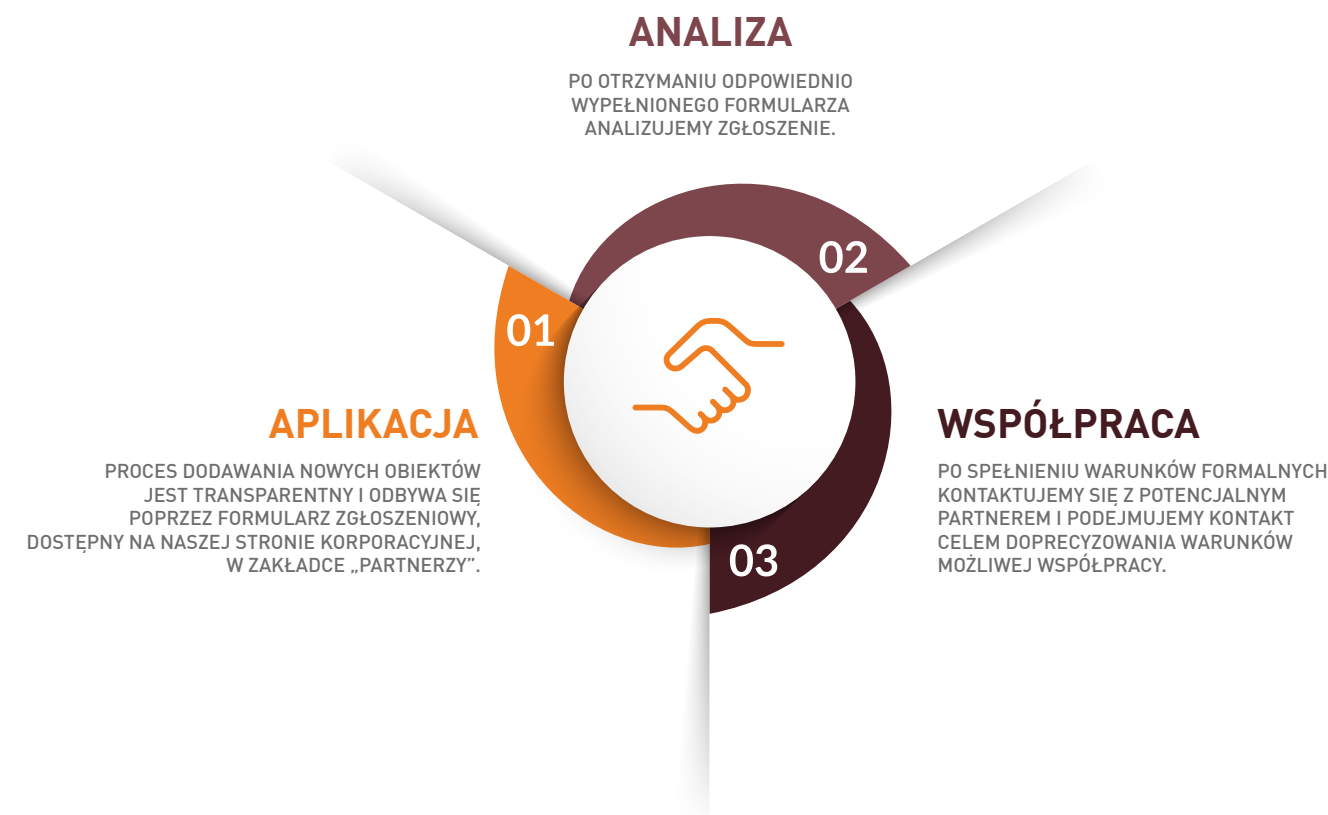 ANALIZA
PO OTRZYMANIU ODPOWIEDNIO
WYPEŁNIONEGO FORMULARZA
ANALIZUJEMY ZGŁOSZENIE.
02
01
APLIKACJA
PROCES DODAWANIA NOWYCH OBIEKTÓW
JEST TRANSPARENTNY I ODBYWA SIĘ
POPRZEZ FORMULARZ ZGŁOSZENIOWY,
DOSTĘPNY NA NASZEJ STRONIE KORPORACYJNEJ,
W ZAKŁADCE „PARTNERZY”.
WSPÓŁPRACA
PO SPEŁNIENIU WARUNKÓW FORMALNYCH
KONTAKTUJEMY SIĘ Z POTENCJALNYM
PARTNEREM I PODEJMUJEMY KONTAKT
CELEM DOPRECYZOWANIA WARUNKÓW
MOŻLIWEJ WSPÓŁPRACY.
03